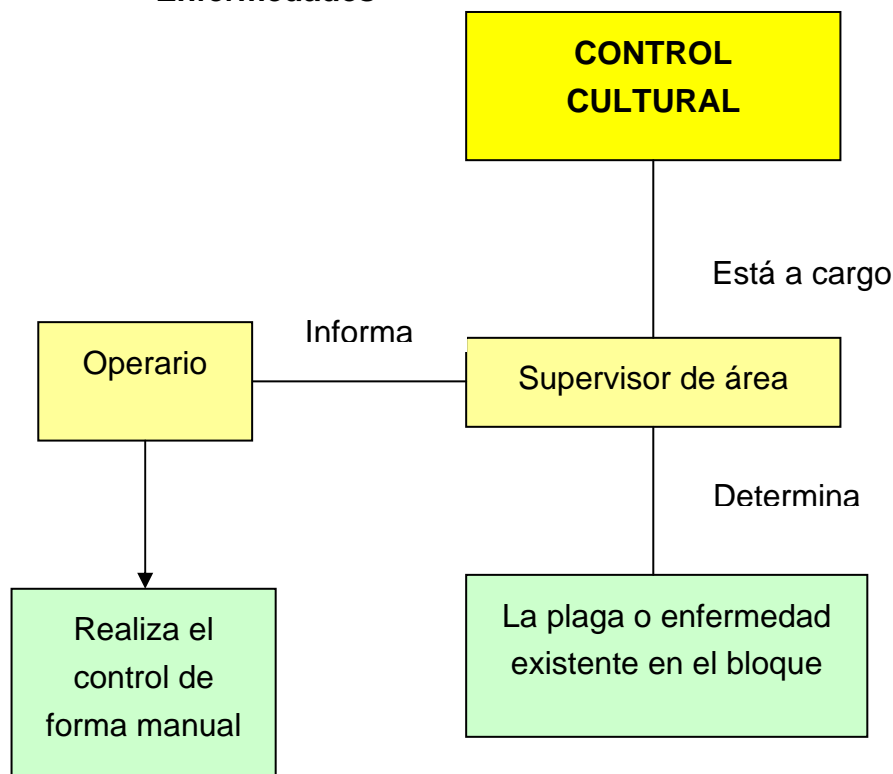 Enfermedades
CONTROL
CULTURAL
Está a cargo
Informa
Operario
Supervisor de área
Determina
La plaga o enfermedad
existente en el bloque
Realiza el
control de
forma manual